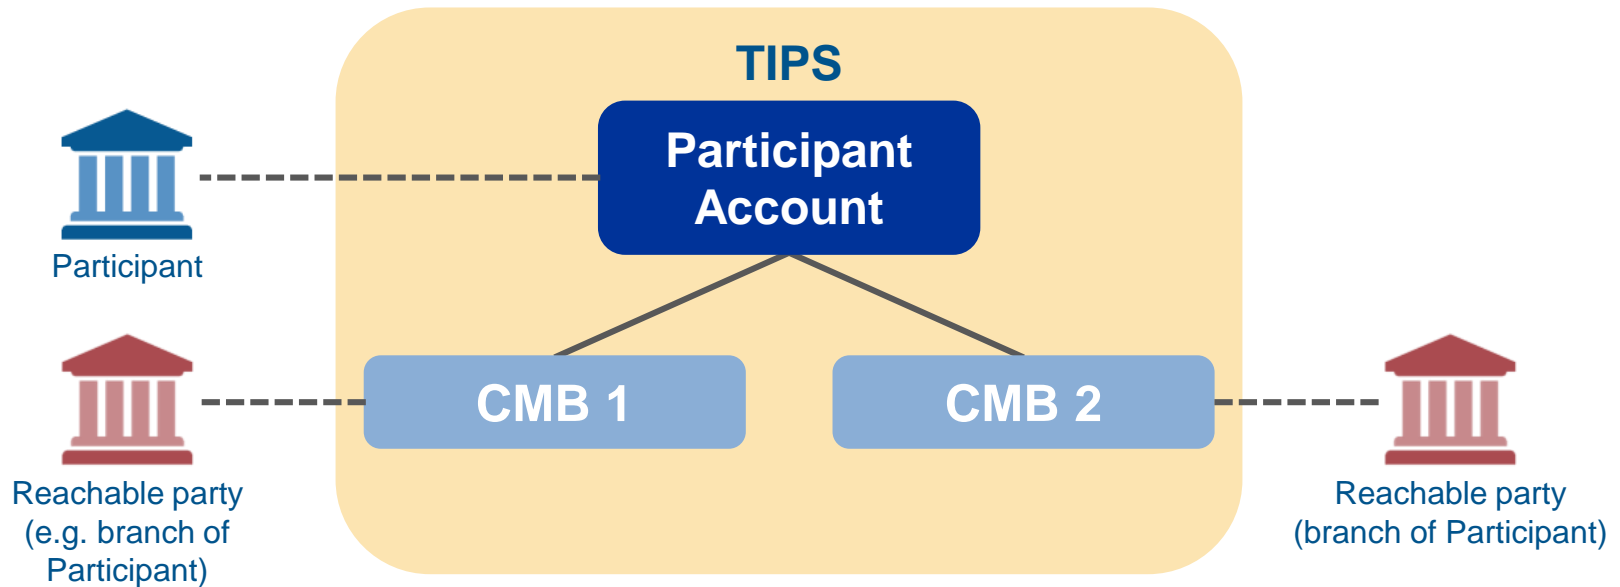 TIPS
Participant
Account
Participant
CMB 1
CMB 2
Reachable party
(e.g. branch of
Participant)
Reachable party
(branch of Participant)